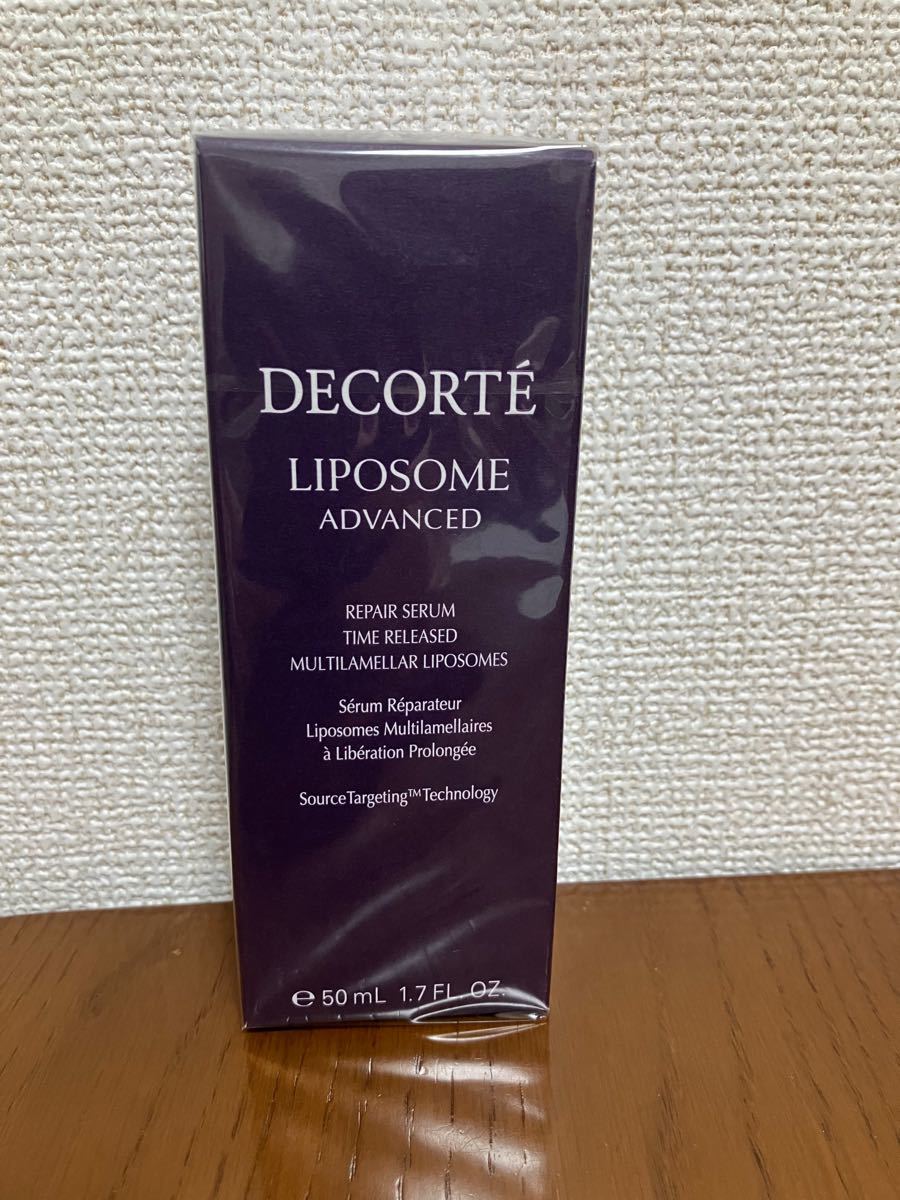 DECORTÉ
LIPOSOME
ADVANCED
REPAIR SERUM
TIME RELEASED
MULTILAMELLAR LIPOSOMES
Sérum Réparateur
Liposomes Multilamellaires
à Libération Prolongée
SourceTargeting™Technology
℮ 50 mL 1.7 FL. OZ.